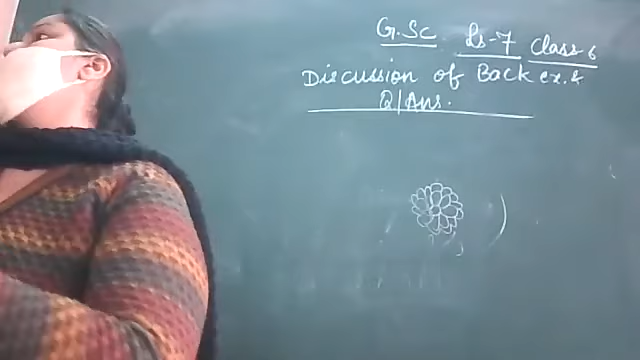 G.Sc Ls-7 Class-6
Discussion of Back ex. &
Q/Ans.